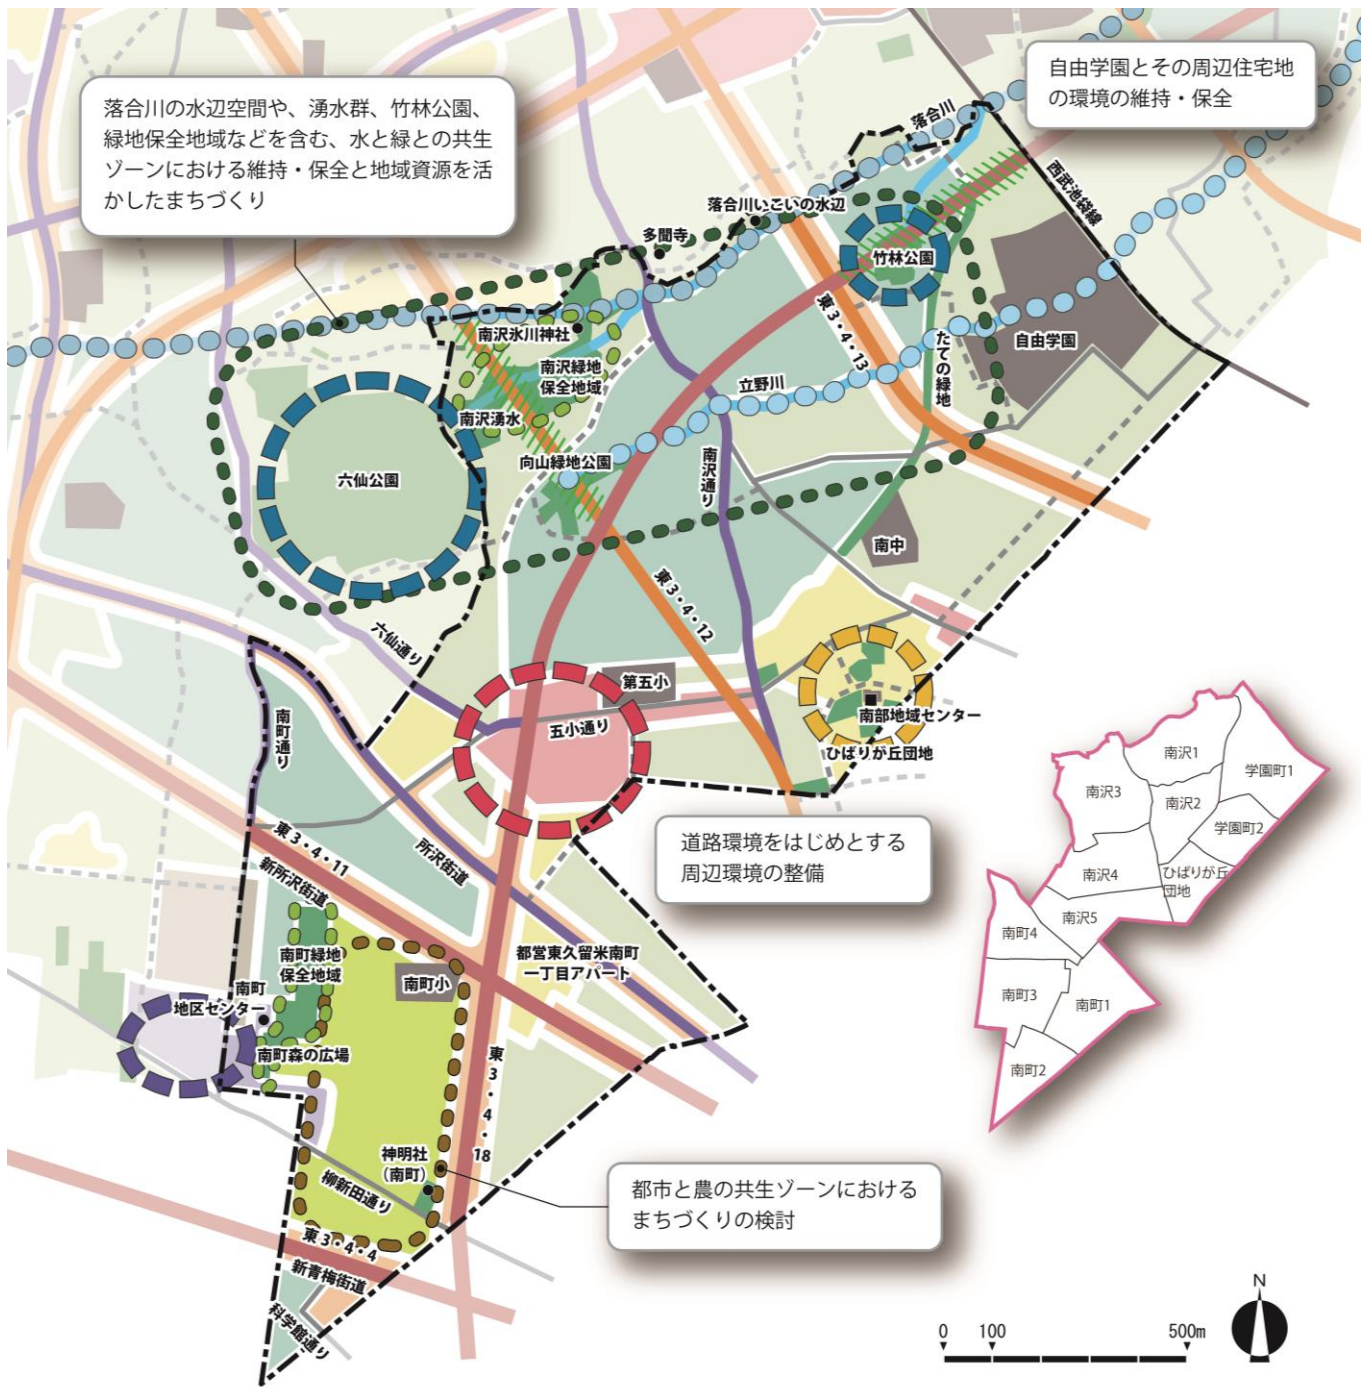 落合川の水辺空間や、湧水群、竹林公園、
緑地保全地域などを含む、水と緑との共生
ゾーンにおける維持・保全と地域資源を活
かしたまちづくり
自由学園とその周辺住宅地
の環境の維持・保全
落合川
西武池袋線
落合川いこいの水辺
多聞寺
竹林公園
南沢氷川神社
東3・4・13
たての緑地
自由学園
南沢緑地
保全地域
立野川
南沢湧水
向山緑地公園
南沢通り
六仙公園
南中
東3・4・12
六仙通り
第五小
五小通り
南部地域センター
ひばりが丘団地
南町通り
道路環境をはじめとする
周辺環境の整備
東3・4・11
新所沢街道
所沢街道
南町緑地
保全地域
南町小
都営東久留米南町
一丁目アパート
南町
地区センター
南町森の広場
東3・4・18
神明社
（南町）
柳新田通り
都市と農の共生ゾーンにおける
まちづくりの検討
東3・4・4
新青梅街道
科学館通り
南沢1
学園町1
南沢3
南沢2
学園町2
南沢4
ひばりが丘
団地
南沢5
南町4
南町3
南町1
南町2
N
0 100 500m